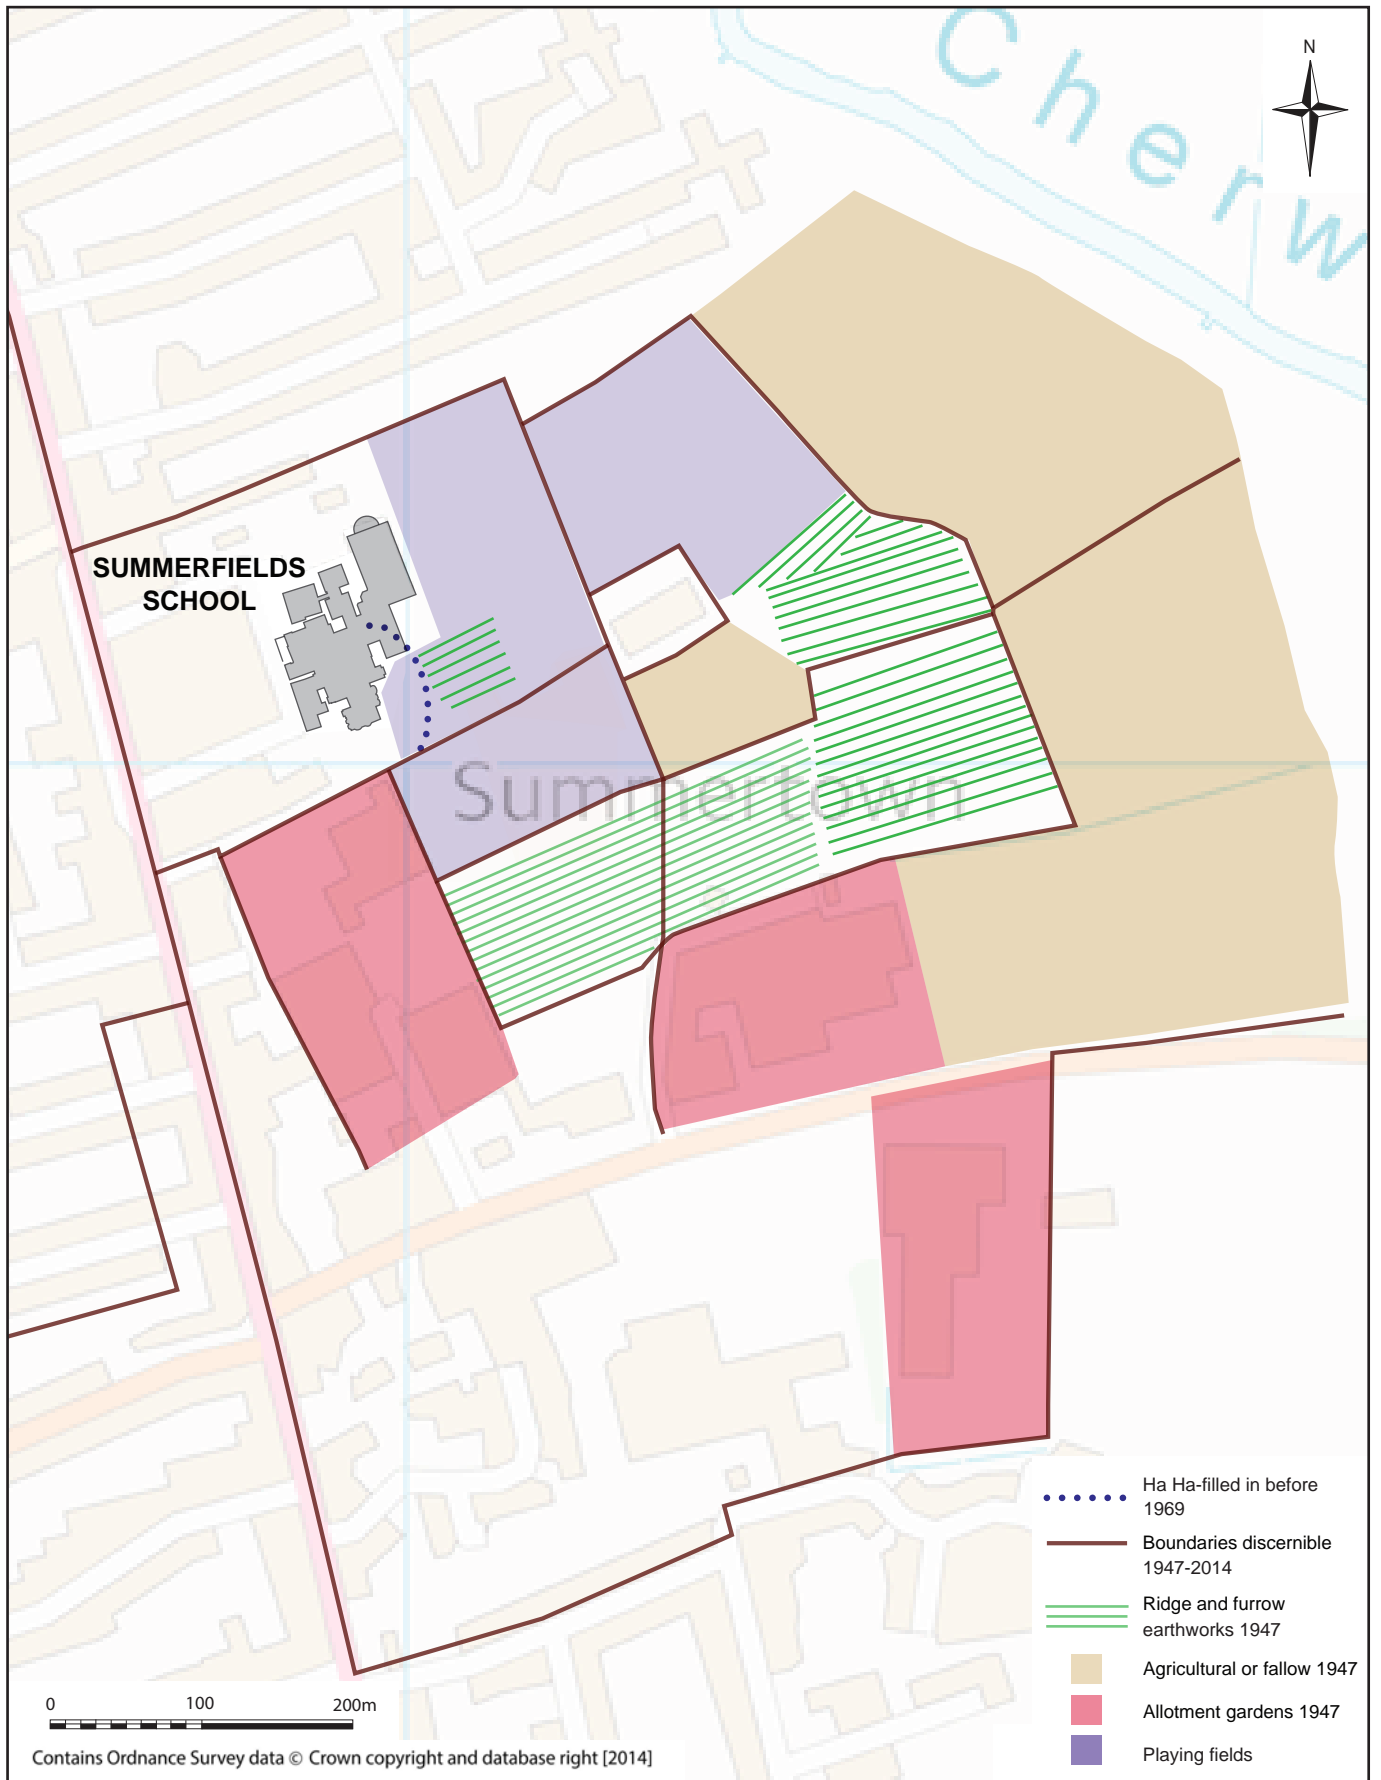 Cherw
N
SUMMERFIELDS
SCHOOL
Summertown
Ha Ha-filled in before
1969
Boundaries discernible
1947-2014
Ridge and furrow
earthworks 1947
Agricultural or fallow 1947
Allotment gardens 1947
Playing fields
0 100 200m
Contains Ordnance Survey data © Crown copyright and database right [2014]